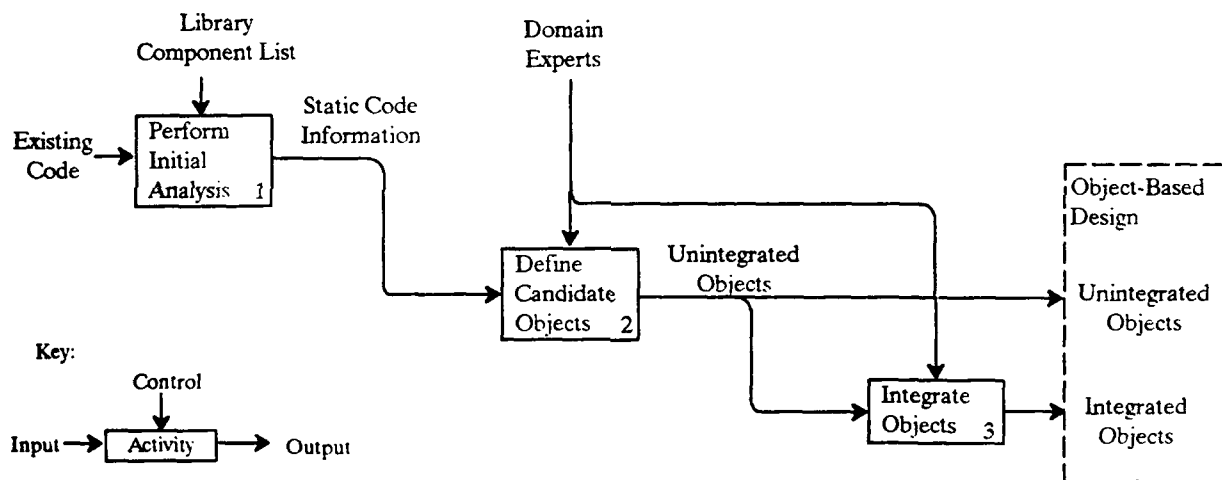 Library
Component List
Domain
Experts
Static Code
Information
Existing
Code
Perform
Initial
Analysis 1
Object-Based
Design
Define
Candidate
Objects 2
Unintegrated
Objects
Unintegrated
Objects
Key:
Control
Input
Activity
Output
Integrate
Objects 3
Integrated
Objects